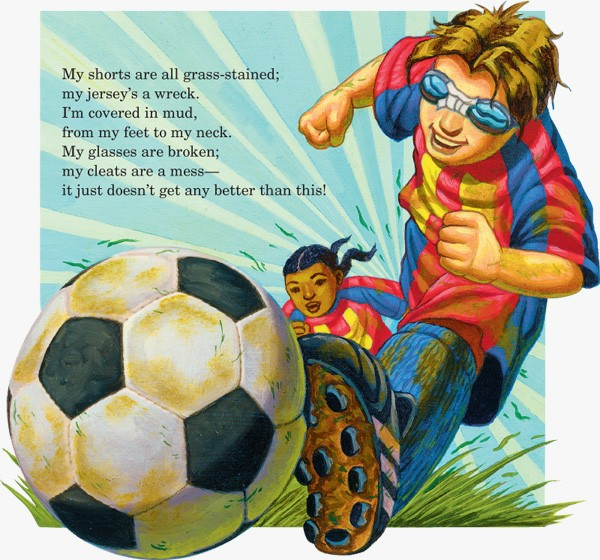 My shorts are all grass-stained;
my jersey’s a wreck.
I’m covered in mud,
from my feet to my neck.
My glasses are broken;
my cleats are a mess—
it just doesn’t get any better than this!